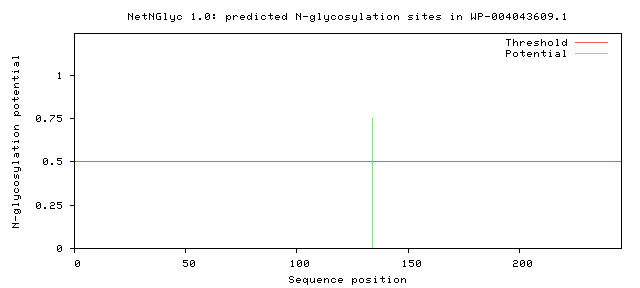 NetNGlyc 1.0: predicted N-glycosylation sites in WP-004043609.1
Threshold
Potential
N-glycosylation potential
1
0.75
0.5
0.25
0
0 50 100 150 200
Sequence position